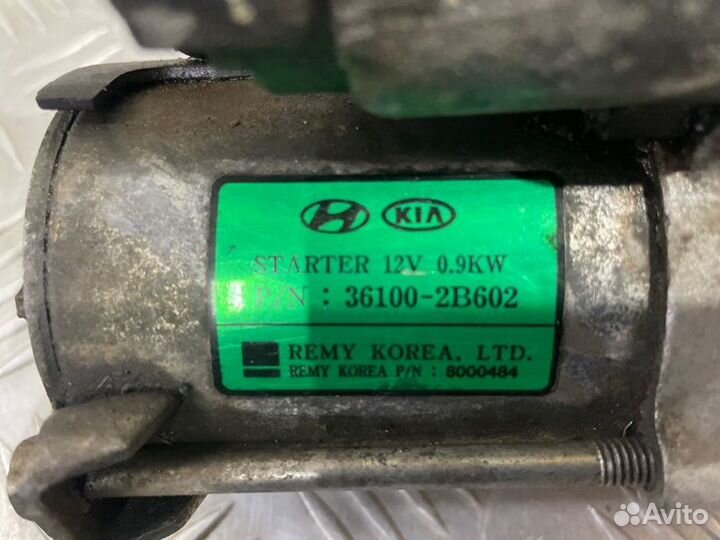 KIA
STARTER 12V 0.9KW
P/N : 36100-2B602
REMY KOREA, LTD.
REMY KOREA P/N : 8000484
Avito